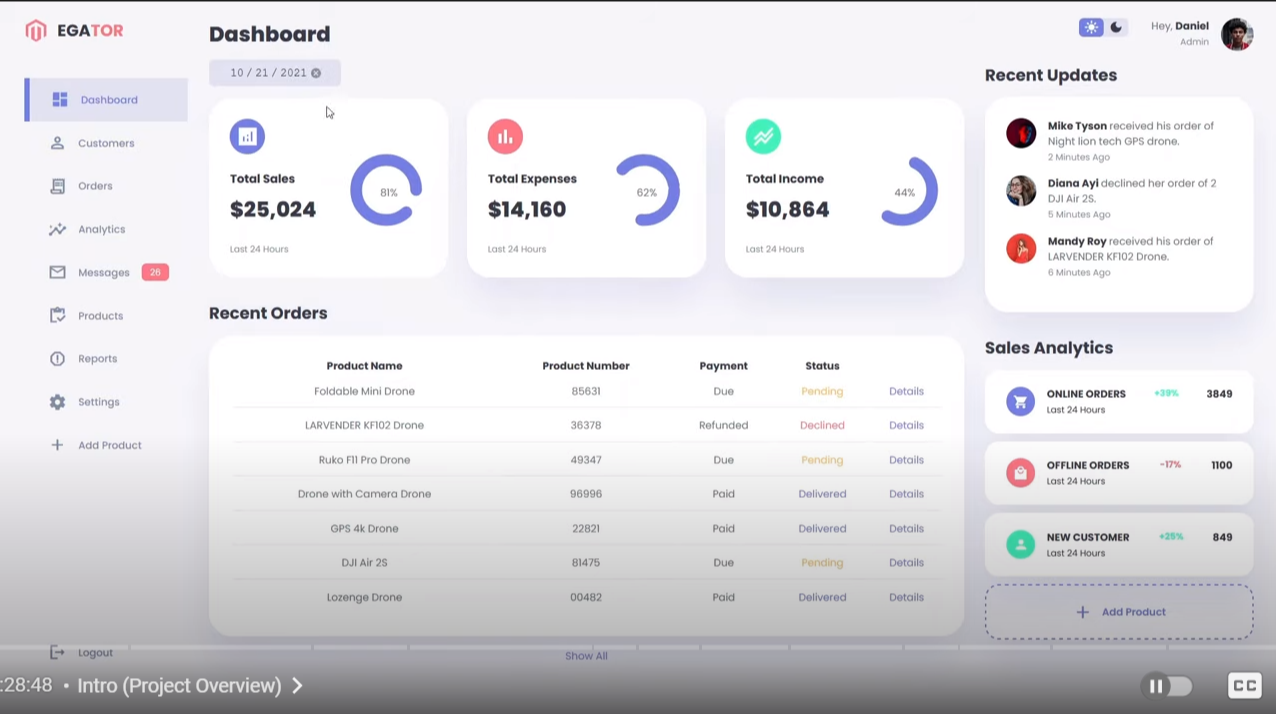 EGATOR
Dashboard
Customers
Orders
Analytics
Messages 26
Products
Reports
Settings
Add Product
Logout
Dashboard
10 / 21 / 2021
Total Sales
$25,024
81%
Last 24 Hours
Total Expenses
$14,160
62%
Last 24 Hours
Total Income
$10,864
44%
Last 24 Hours
Recent Orders
Product Name Product Number Payment Status
Foldable Mini Drone 85631 Due Pending Details
LARVENDER KF102 Drone 36378 Refunded Declined Details
Ruko F11 Pro Drone 49347 Due Pending Details
Drone with Camera Drone 96996 Paid Delivered Details
GPS 4k Drone 22821 Paid Delivered Details
DJI Air 2S 81475 Due Pending Details
Lozenge Drone 00482 Paid Delivered Details
Show All
Hey, Daniel
Admin
Recent Updates
Mike Tyson received his order of
Night lion tech GPS drone.
2 Minutes Ago
Diana Ayi declined her order of 2
DJI Air 2S.
5 Minutes Ago
Mandy Roy received his order of
LARVENDER KF102 Drone.
6 Minutes Ago
Sales Analytics
ONLINE ORDERS +39% 3849
Last 24 Hours
OFFLINE ORDERS -17% 1100
Last 24 Hours
NEW CUSTOMER +25% 849
Last 24 Hours
Add Product
:28:48 • Intro (Project Overview)
CC